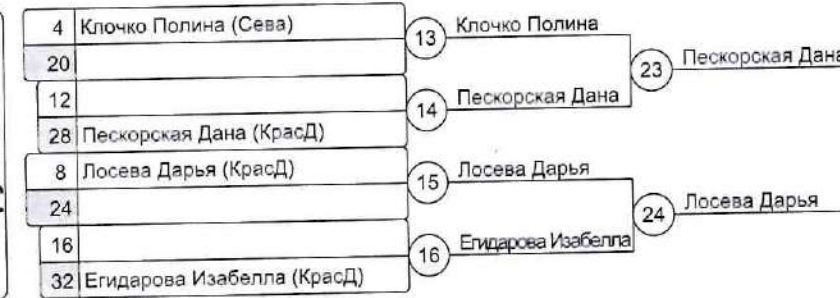 4 Клочко Полина (Сева)
20
12
28 Пескорская Дана (КрасД)
8 Лосева Дарья (КрасД)
24
16
32 Егидарова Изабелла (КрасД)
13 Клочко Полина
14 Пескорская Дана
15 Лосева Дарья
16 Егидарова Изабелла
23 Пескорская Дана
24 Лосева Дарья